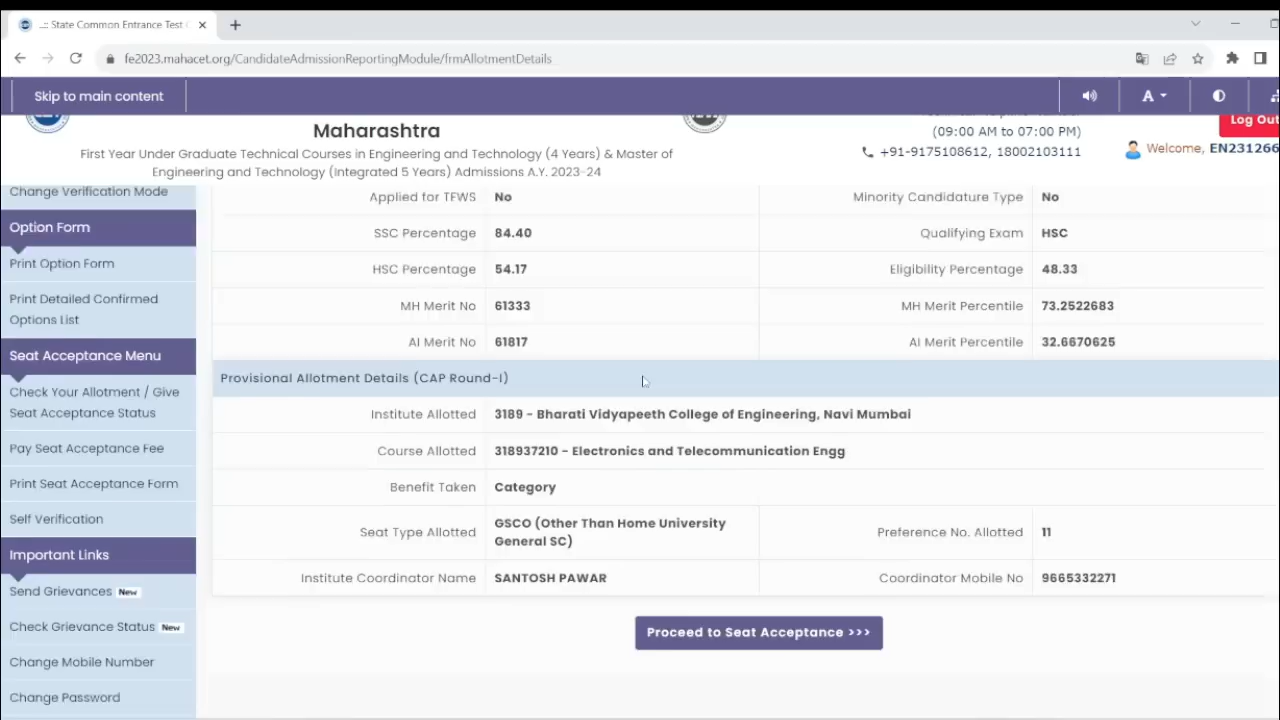 ..:: State Common Entrance Test C
fe2023.mahacet.org/CandidateAdmissionReportingModule/frmAllotmentDetails
Skip to main content
A
Log Out
Maharashtra
First Year Under Graduate Technical Courses in Engineering and Technology (4 Years) & Master of
Engineering and Technology (Integrated 5 Years) Admissions A.Y. 2023-24
(09:00 AM to 07:00 PM)
+91-9175108612, 18002103111
Welcome, EN231266
Change Verification Mode
Option Form
Print Option Form
Print Detailed Confirmed
Options List
Seat Acceptance Menu
Check Your Allotment / Give
Seat Acceptance Status
Pay Seat Acceptance Fee
Print Seat Acceptance Form
Self Verification
Important Links
Send Grievances New
Check Grievance Status New
Change Mobile Number
Change Password
Applied for TFWS No Minority Candidature Type No
SSC Percentage 84.40 Qualifying Exam HSC
HSC Percentage 54.17 Eligibility Percentage 48.33
MH Merit No 61333 MH Merit Percentile 73.2522683
AI Merit No 61817 AI Merit Percentile 32.6670625
Provisional Allotment Details (CAP Round-I)
Institute Allotted 3189 - Bharati Vidyapeeth College of Engineering, Navi Mumbai
Course Allotted 318937210 - Electronics and Telecommunication Engg
Benefit Taken Category
Seat Type Allotted GSCO (Other Than Home University
General SC) Preference No. Allotted 11
Institute Coordinator Name SANTOSH PAWAR Coordinator Mobile No 9665332271
Proceed to Seat Acceptance >>>